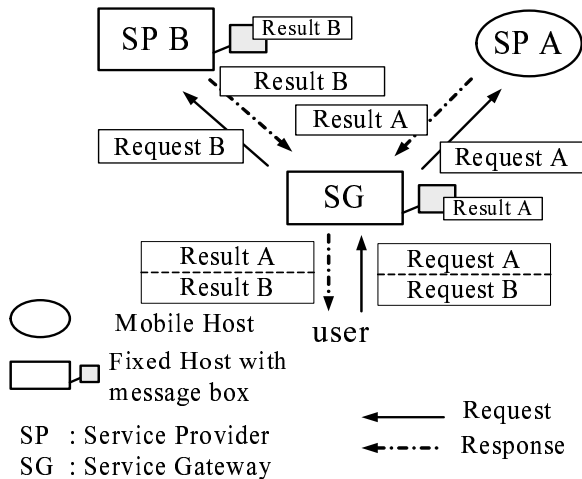 SP B
Result B
SP A
Result B
Result A
Request B
Request A
SG
Result A
Result A
Result B
Request A
Request B
user
Mobile Host
Fixed Host with
message box
Request
SP : Service Provider
Response
SG : Service Gateway